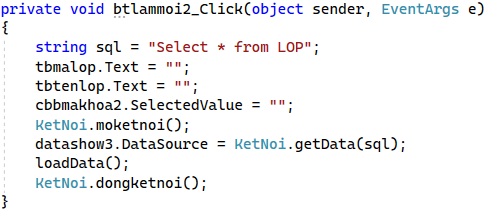 private void btlammoi2_Click(object sender, EventArgs e)
{
    string sql = "Select * from LOP";
    tbmalop.Text = "";
    tbtenlop.Text = "";
    cbbmakhoa2.SelectedValue = "";
    KetNoi.moketnoi();
    datashow3.DataSource = KetNoi.getData(sql);
    loadData();
    KetNoi.dongketnoi();
}